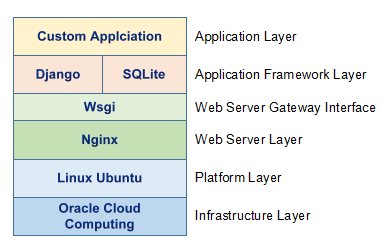 Custom Applciation
Application Layer
Django
SQLite
Application Framework Layer
Wsgi
Web Server Gateway Interface
Nginx
Web Server Layer
Linux Ubuntu
Platform Layer
Oracle Cloud
Computing
Infrastructure Layer